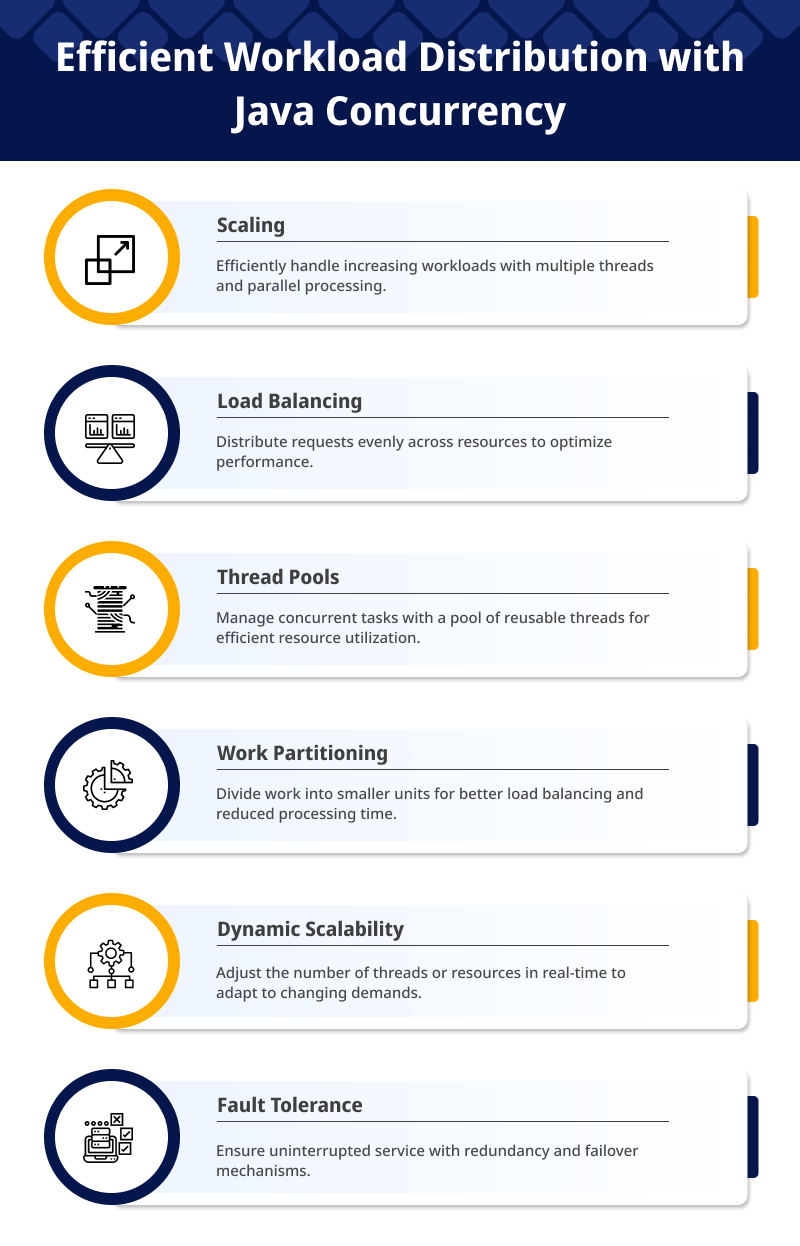 Efficient Workload Distribution with
Java Concurrency
Scaling
Efficiently handle increasing workloads with multiple threads
and parallel processing.
Load Balancing
Distribute requests evenly across resources to optimize
performance.
Thread Pools
Manage concurrent tasks with a pool of reusable threads for
efficient resource utilization.
Work Partitioning
Divide work into smaller units for better load balancing and
reduced processing time.
Dynamic Scalability
Adjust the number of threads or resources in real-time to
adapt to changing demands.
Fault Tolerance
Ensure uninterrupted service with redundancy and failover
mechanisms.